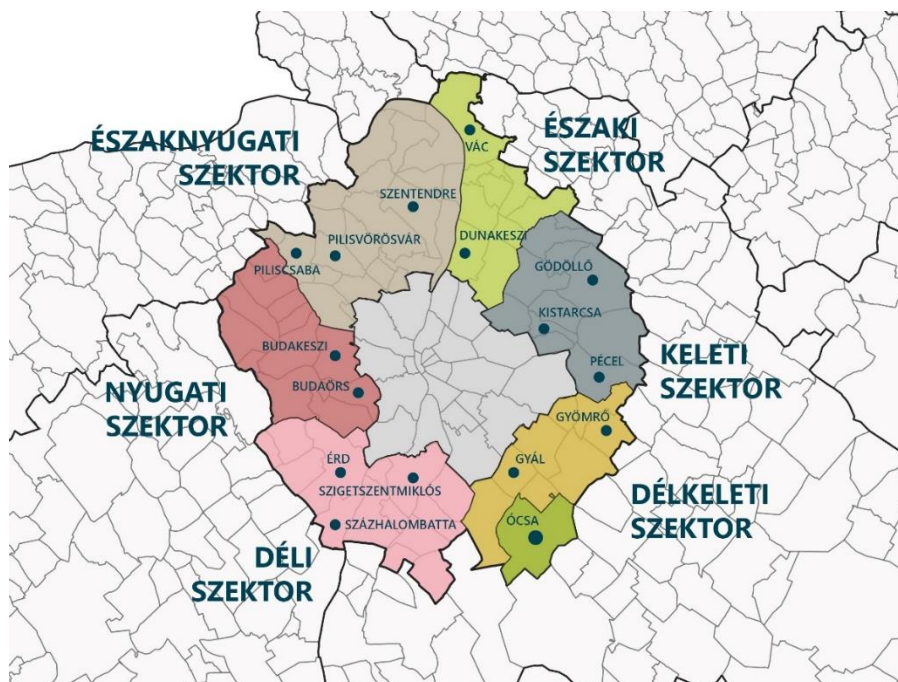 ÉSZAKNYUGATI
SZEKTOR
ÉSZAKI
SZEKTOR
VÁC
SZENTENDRE
DUNAKESZI
PILISVÖRÖSVÁR
PILISCSABA
GÖDÖLLŐ
KISTARCSA
KELETI
SZEKTOR
BUDAKESZI
PÉCEL
NYUGATI
SZEKTOR
BUDAÖRS
GYÖMRŐ
ÉRD
GYÁL
SZIGETSZENTMIKLÓS
DÉLKELETI
SZEKTOR
SZÁZHALOMBATTA
ÓCSA
DÉLI
SZEKTOR